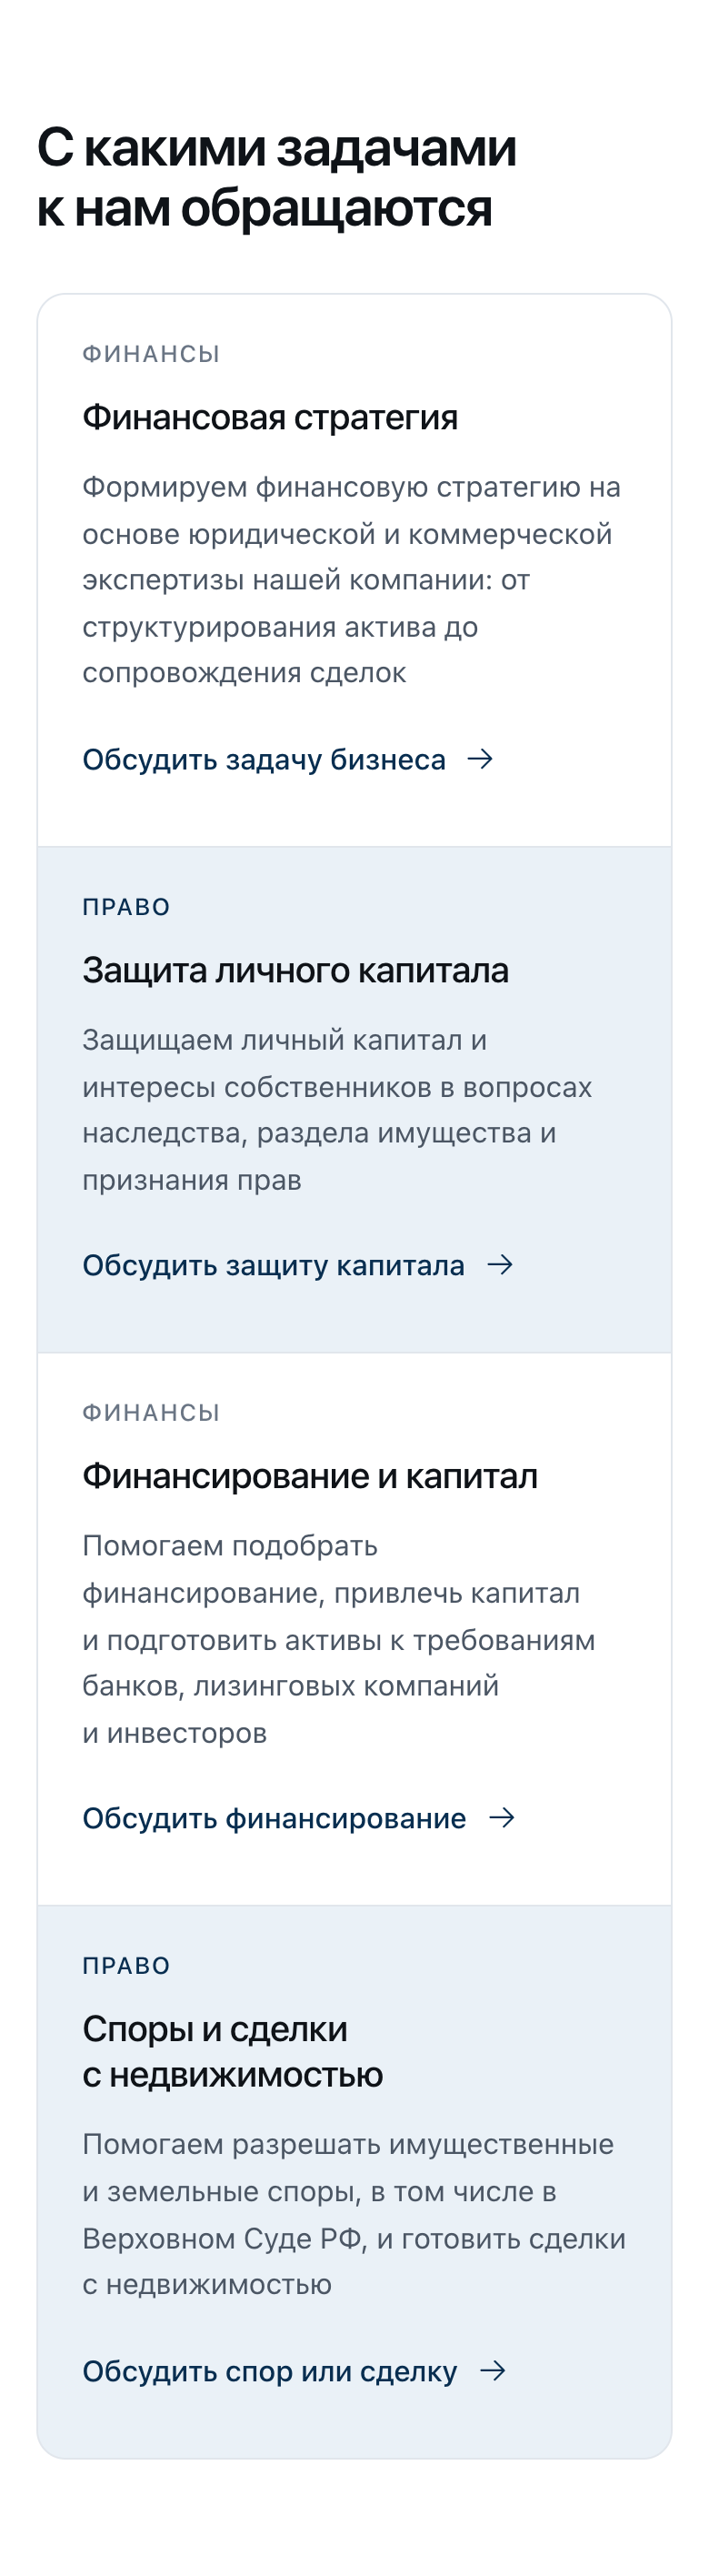 С какими задачами
к нам обращаются
ФИНАНСЫ
Финансовая стратегия
Формируем финансовую стратегию на
основе юридической и коммерческой
экспертизы нашей компании: от
структурирования актива до
сопровождения сделок
Обсудить задачу бизнеса →
ПРАВО
Защита личного капитала
Защищаем личный капитал и
интересы собственников в вопросах
наследства, раздела имущества и
признания прав
Обсудить защиту капитала →
ФИНАНСЫ
Финансирование и капитал
Помогаем подобрать
финансирование, привлечь капитал
и подготовить активы к требованиям
банков, лизинговых компаний
и инвесторов
Обсудить финансирование →
ПРАВО
Споры и сделки
с недвижимостью
Помогаем разрешать имущественные
и земельные споры, в том числе в
Верховном Суде РФ, и готовить сделки
с недвижимостью
Обсудить спор или сделку →